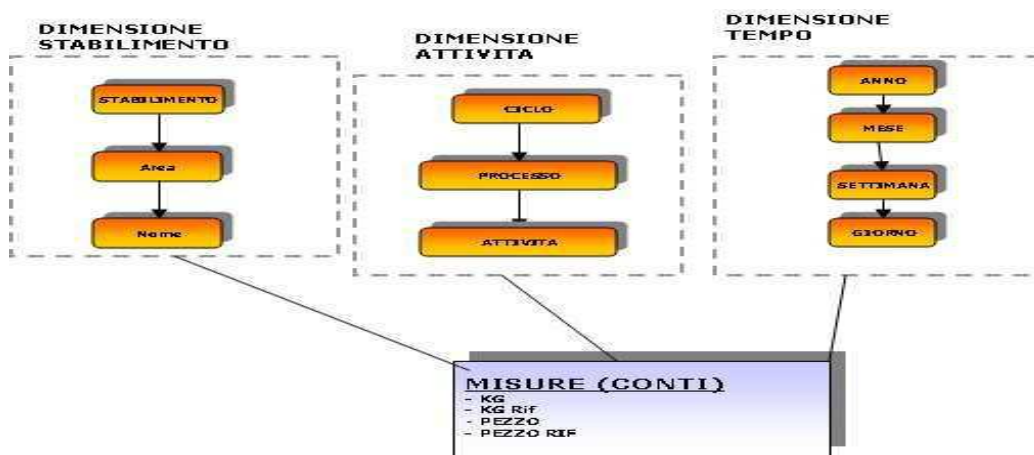 DIMENSIONE
STABILIMENTO
STABILIMENTO
Area
Nome
DIMENSIONE
ATTIVITA
CICLO
PROCESSO
ATTIVITA
DIMENSIONE
TEMPO
ANNO
MESE
SETTIMANA
GIORNO
MISURE (CONTI)
- KG
- KG Rif
- PEZZO
- PEZZO RIF